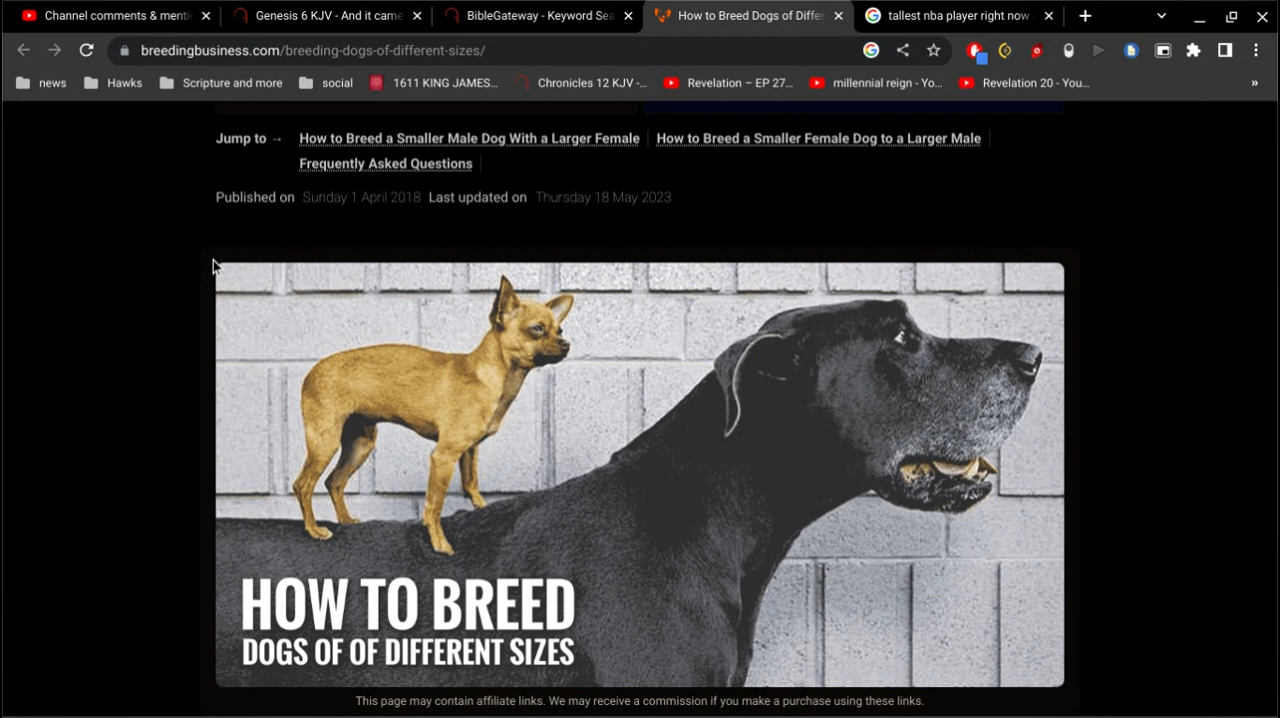 Channel comments & menti
Genesis 6 KJV - And it came
BibleGateway - Keyword Sea
How to Breed Dogs of Differ
tallest nba player right now -
breedingbusiness.com/breeding-dogs-of-different-sizes/
news
Hawks
Scripture and more
social
1611 KING JAMES...
Chronicles 12 KJV -...
Revelation – EP 27...
millennial reign - Yo...
Revelation 20 - You...
»
Jump to →
How to Breed a Smaller Male Dog With a Larger Female
How to Breed a Smaller Female Dog to a Larger Male
Frequently Asked Questions
Published on Sunday 1 April 2018 Last updated on Thursday 18 May 2023
HOW TO BREED
DOGS OF OF DIFFERENT SIZES
This page may contain affiliate links. We may receive a commission if you make a purchase using these links.